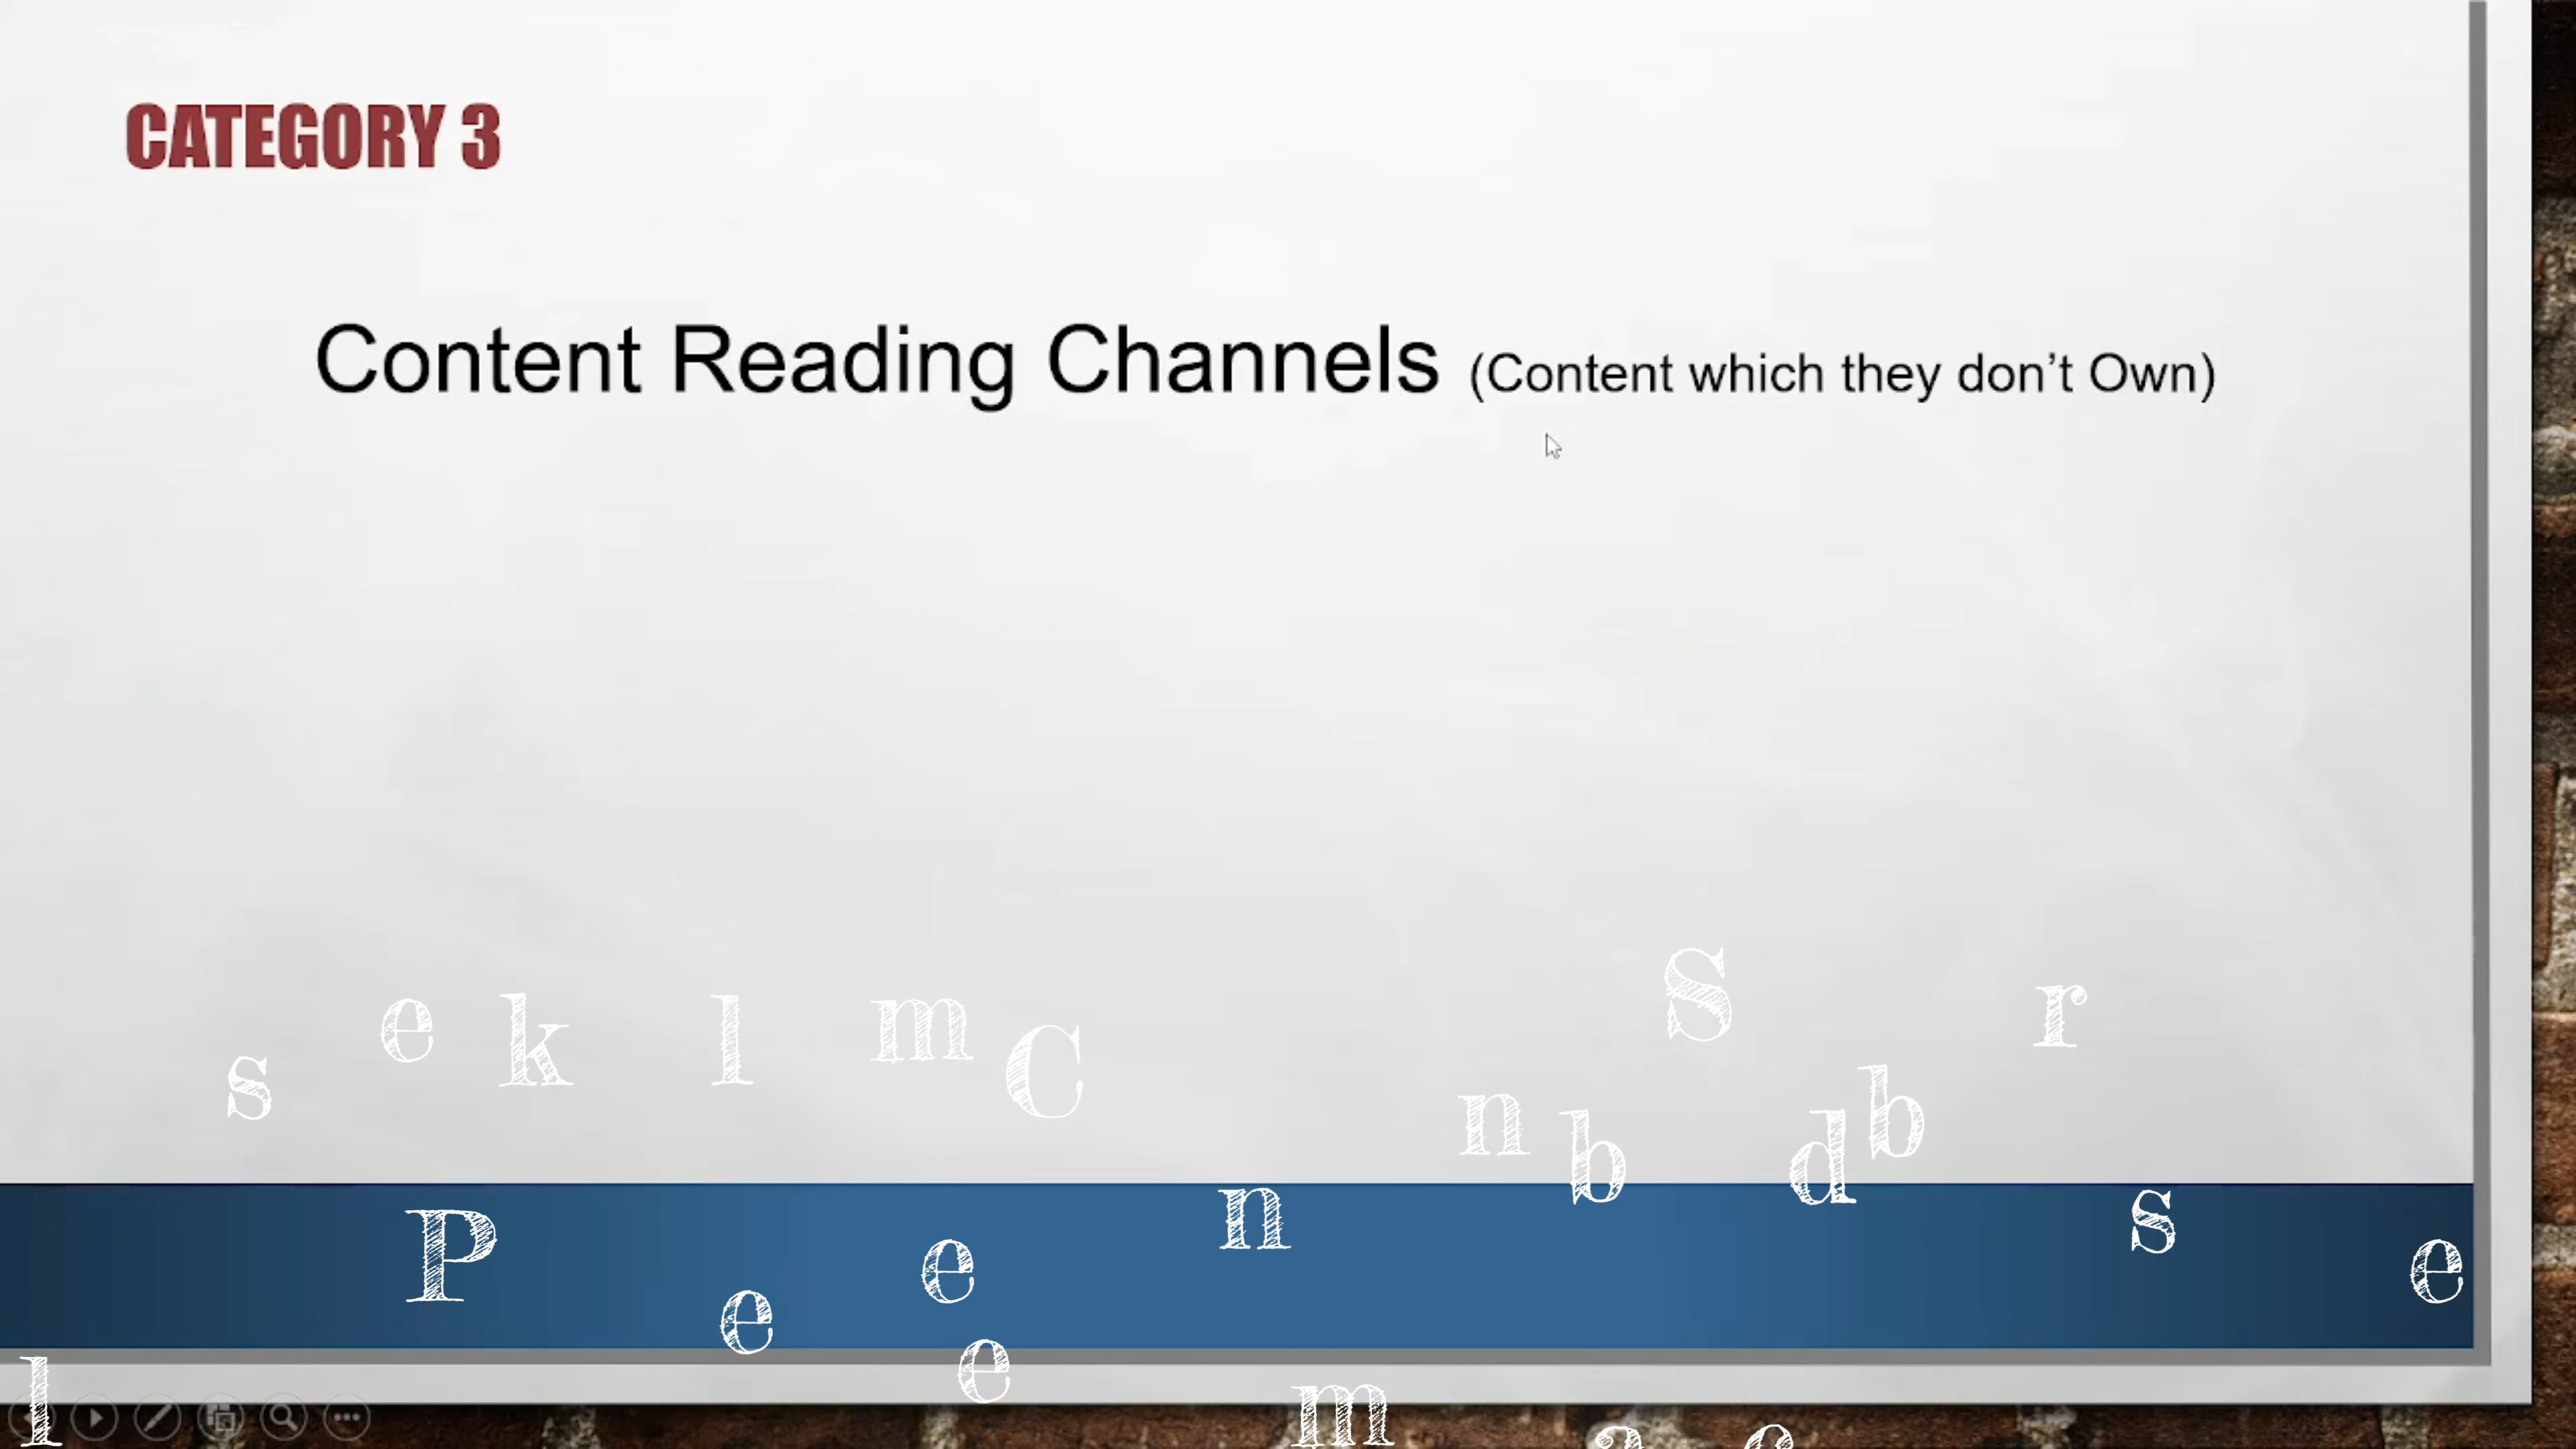 CATEGORY 3
Content Reading Channels (Content which they don’t Own)
S
r
e
k
l
m
C
s
n
b
d
b
P
e
e
n
s
e
e
l
e
m